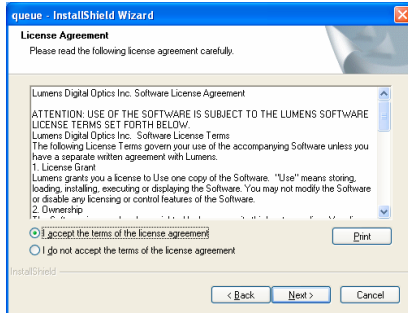 queue - InstallShield Wizard
License Agreement
Please read the following license agreement carefully.
Lumens Digital Optics Inc. Software License Agreement
ATTENTION: USE OF THE SOFTWARE IS SUBJECT TO THE LUMENS SOFTWARE
LICENSE TERMS SET FORTH BELOW.
Lumens Digital Optics Inc. Software License Terms
The following License Terms govern your use of the accompanying Software unless you
have a separate written agreement with Lumens.
1. License Grant
Lumens grants you a license to Use one copy of the Software. "Use" means storing,
loading, installing, executing or displaying the Software. You may not modify the Software
or disable any licensing or control features of the Software.
2. Ownership
I accept the terms of the license agreement
Print
I do not accept the terms of the license agreement
InstallShield
< Back
Next >
Cancel